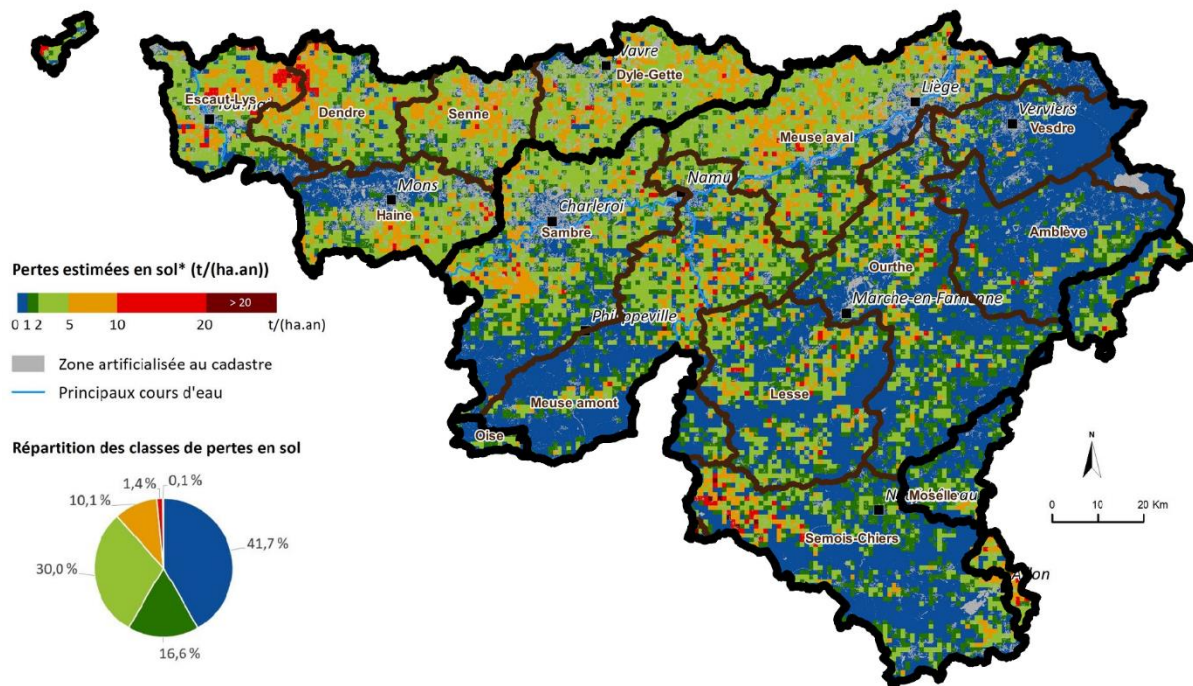 Wavre
Dyle-Gette
Escaut-Lys
Dendre
Senne
Liège
Meuse aval
Verviers
Vesdre
Mons
Haine
Namu
Charleroi
Sambre
Amblève
Ourthe
Marche-en-Famenne
Philippeville
Lesse
Meuse amont
Oise
Moselle
Semois-Chiers
Pertes estimées en sol* (t/(ha.an))
> 20
0 1 2 5 10 20 t/(ha.an)
Zone artificialisée au cadastre
Principaux cours d'eau
Répartition des classes de pertes en sol
1,4 % 0,1 %
10,1 %
41,7 %
30,0 %
16,6 %
N
0 10 20 Km